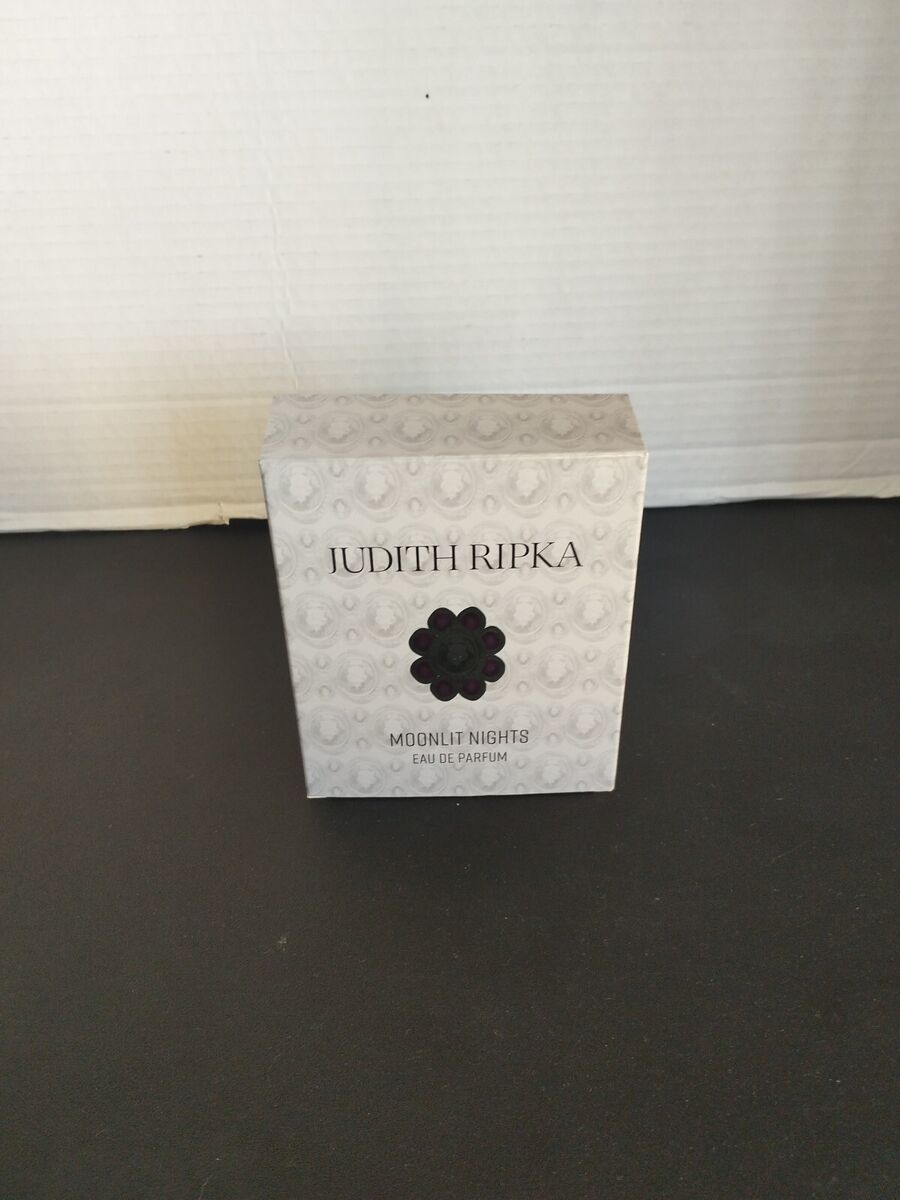 JUDITH RIPKA
MOONLIT NIGHTS
EAU DE PARFUM